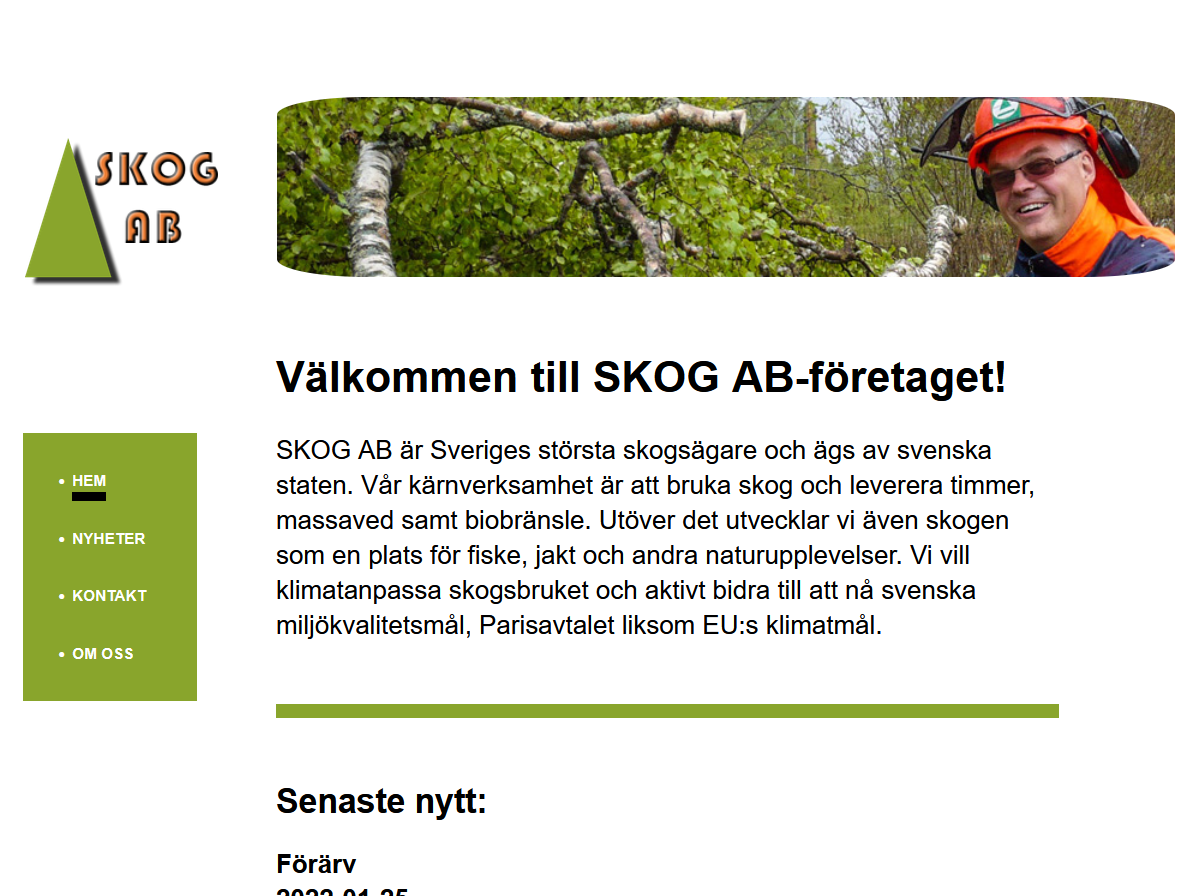 SKOG
AB
Välkommen till SKOG AB-företaget!
HEM
NYHETER
KONTAKT
OM OSS
SKOG AB är Sveriges största skogsägare och ägs av svenska
staten. Vår kärnverksamhet är att bruka skog och leverera timmer,
massaved samt biobränsle. Utöver det utvecklar vi även skogen
som en plats för fiske, jakt och andra naturupplevelser. Vi vill
klimatanpassa skogsbruket och aktivt bidra till att nå svenska
miljökvalitetsmål, Parisavtalet liksom EU:s klimatmål.
Senaste nytt:
Förärv
2022-01-25